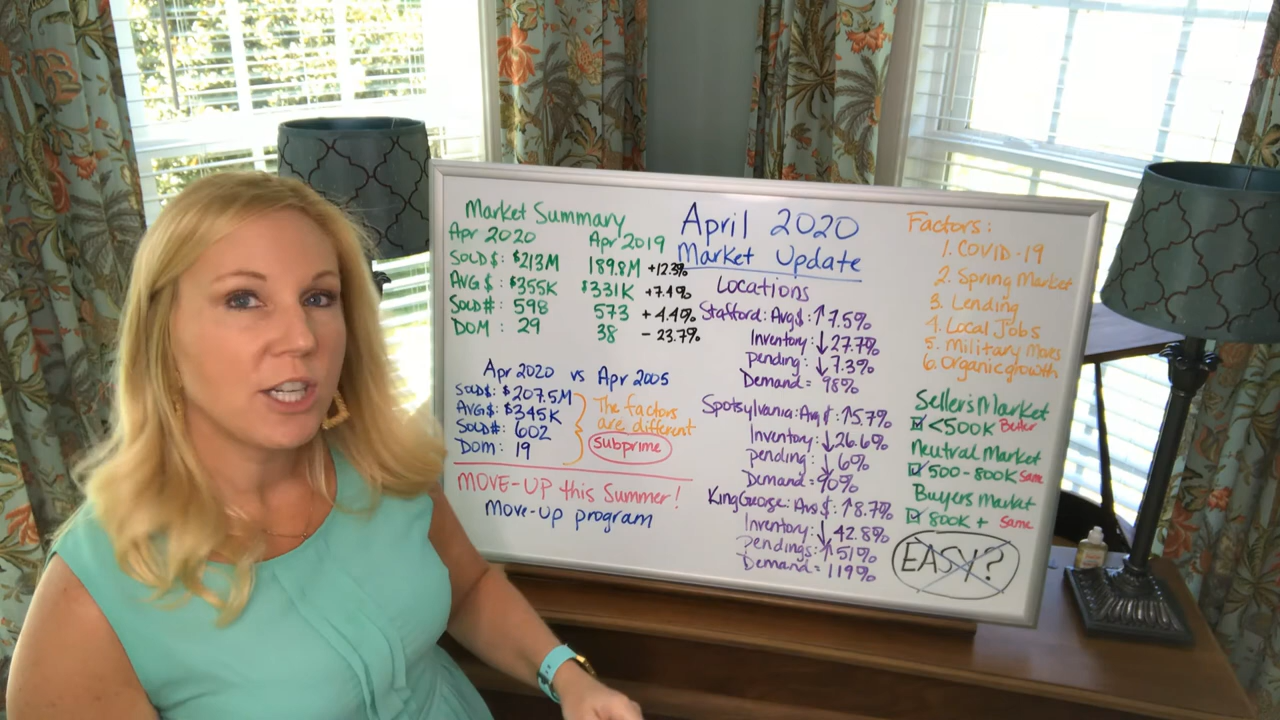 Market Summary
Apr 2020 Apr 2019
SOLD $: $213M 189.8M +12.3%
AVG $: $355K $331K +7.4%
SOLD #: 598 573 +4.4%
DOM: 29 38 - 23.7%
Apr 2020 vs Apr 2005
SOLD $: $207.5M
AVG $: $345K
SOLD #: 602
Dom: 19
The factors
are different
subprime
MOVE-UP this Summer!
Move-Up program
April 2020
Market Update
Locations
Stafford: Avg $: ↑ 7.5%
Inventory: ↓ 27.7%
pending: ↓ 7.3%
Demand = 98%
Spotsylvania: Avg $: ↑5.7%
Inventory: ↓26.6%
pending: ↓ 6%
Demand = 90%
King George: Avg $: ↑8.7%
Inventory: ↓ 42.8%
pendings: ↑ 51%
Demand = 119%
Factors:
1. COVID-19
2. Spring Market
3. Lending
4. Local Jobs
5. Military Moves
6. Organic growth
Sellers Market
☑ <500K Better
Neutral Market
☑ 500-800K Same
Buyers Market
☑ 800K + Same
EASY?